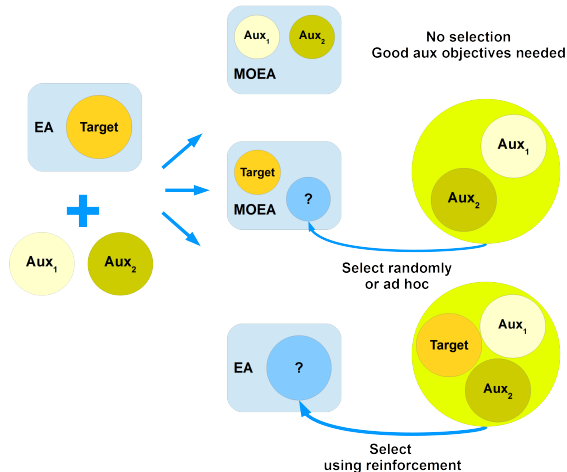 Aux1
Aux2
MOEA
No selection
Good aux objectives needed
EA
Target
Aux1
Aux2
Target
?
MOEA
Aux1
Aux2
Select randomly
or ad hoc
EA
?
Target
Aux1
Aux2
Select
using reinforcement